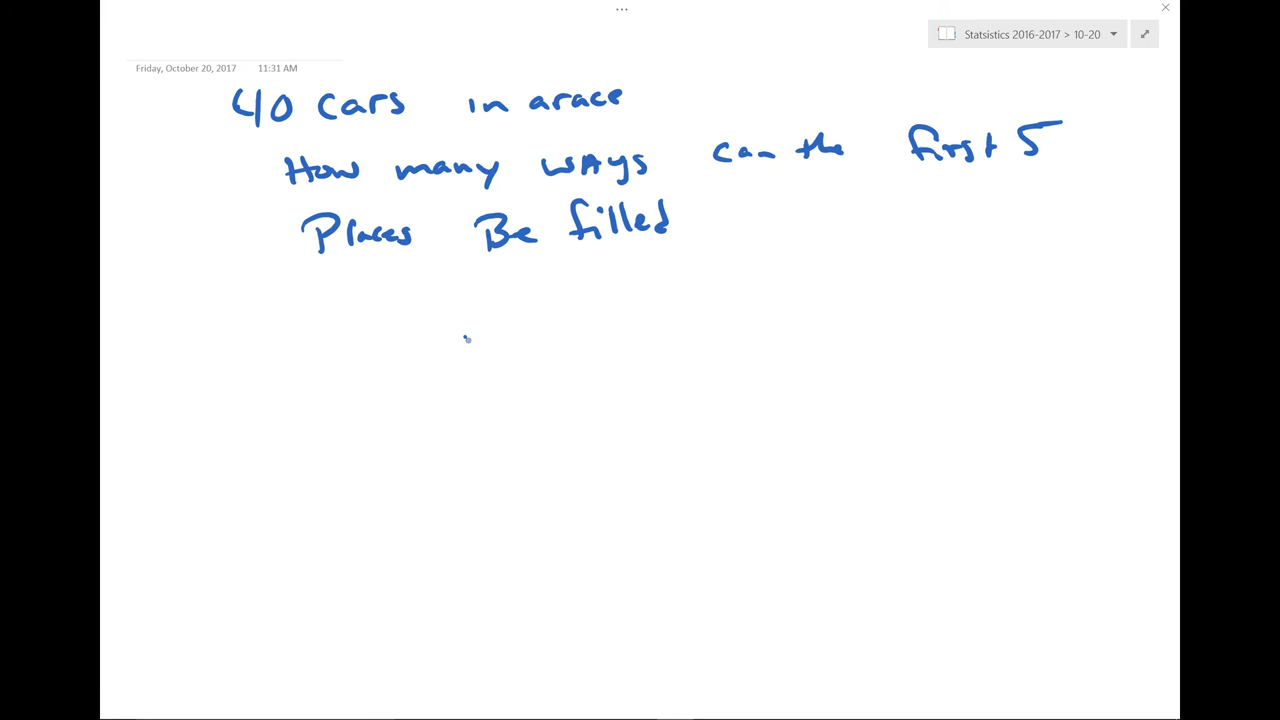 ...
Statsistics 2016-2017 > 10-20
Friday, October 20, 2017 11:31 AM
40 cars in a race
How many ways can the first 5
Places Be filled